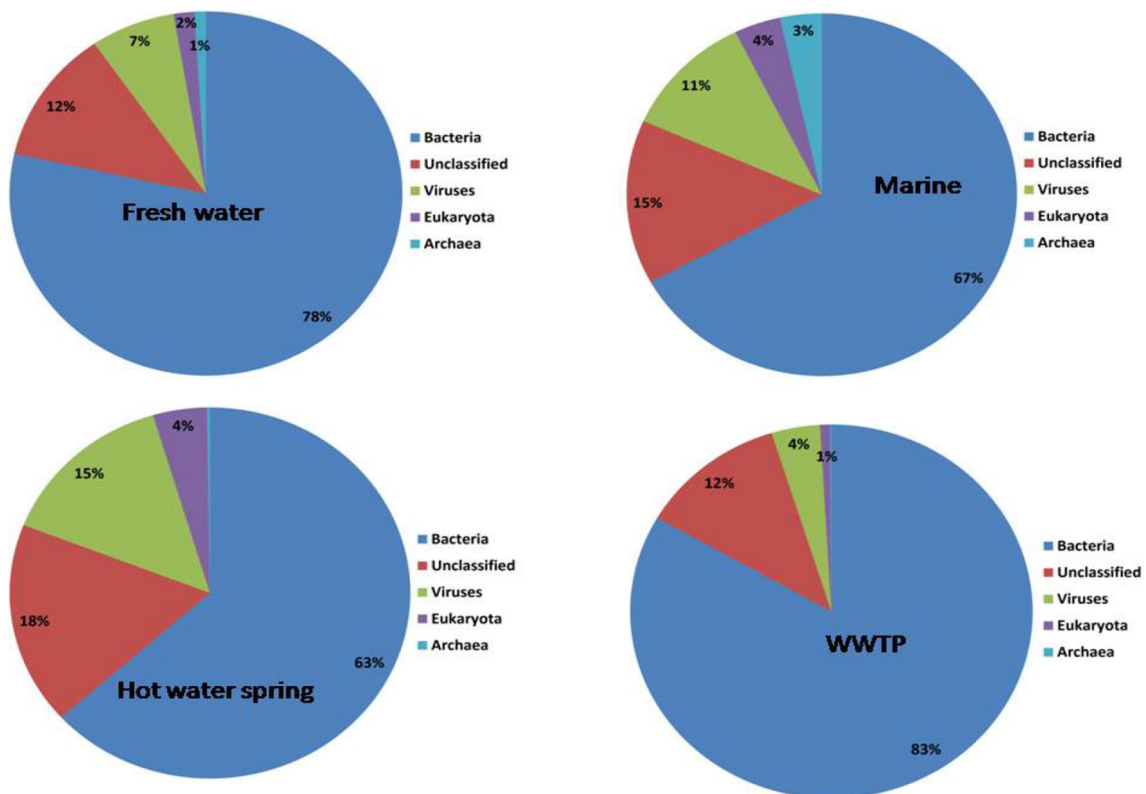 2%
7%
1%
12%
Bacteria
Unclassified
Viruses
Eukaryota
Archaea
Fresh water
78%
3%
4%
11%
Bacteria
Unclassified
Viruses
Eukaryota
Archaea
Marine
15%
67%
4%
15%
Bacteria
Unclassified
Viruses
Eukaryota
Archaea
18%
63%
Hot water spring
4%
1%
12%
Bacteria
Unclassified
Viruses
Eukaryota
Archaea
WWTP
83%